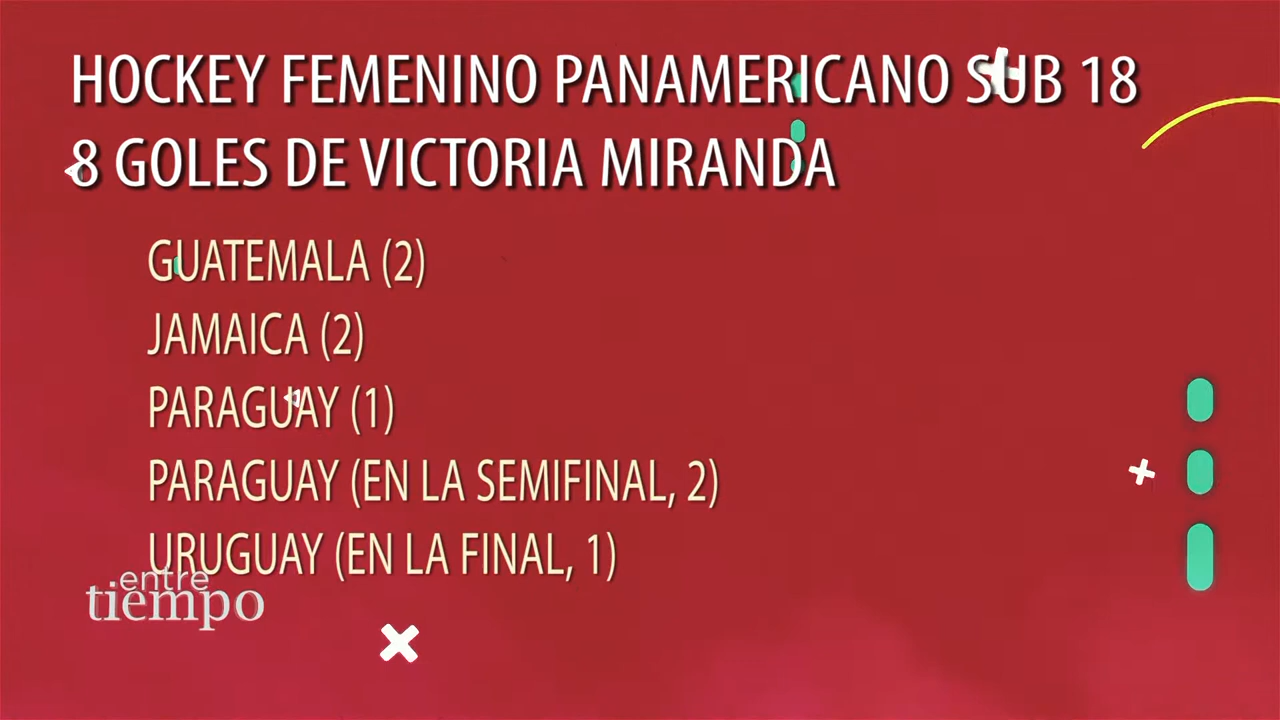 HOCKEY FEMENINO PANAMERICANO SUB 18
8 GOLES DE VICTORIA MIRANDA
GUATEMALA (2)
JAMAICA (2)
PARAGUAY (1)
PARAGUAY (EN LA SEMIFINAL, 2)
URUGUAY (EN LA FINAL, 1)
entre
tiempo